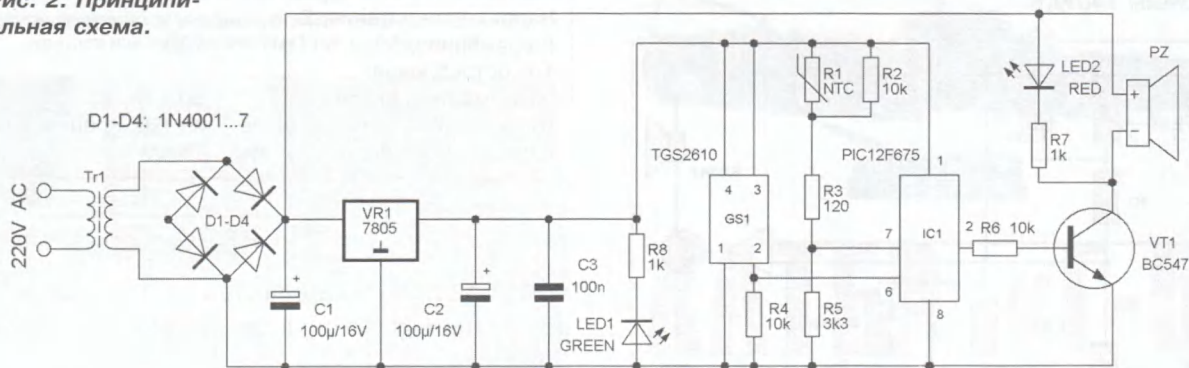 Рис. 2. Принципи-
альная схема.
LED2
RED
PZ
+
−
R1
NTC
R2
10k
D1-D4: 1N4001...7
R7
1k
TGS2610
PIC12F675
1
Tr1
4 3
220V AC
D1-D4
VR1
7805
GS1
R3
120
IC1
2 R6 10k
7
VT1
BC547
R8
1k
1 2
C3
100n
+
C1
100µ/16V
+
C2
100µ/16V
6
R4
10k
R5
3k3
8
LED1
GREEN